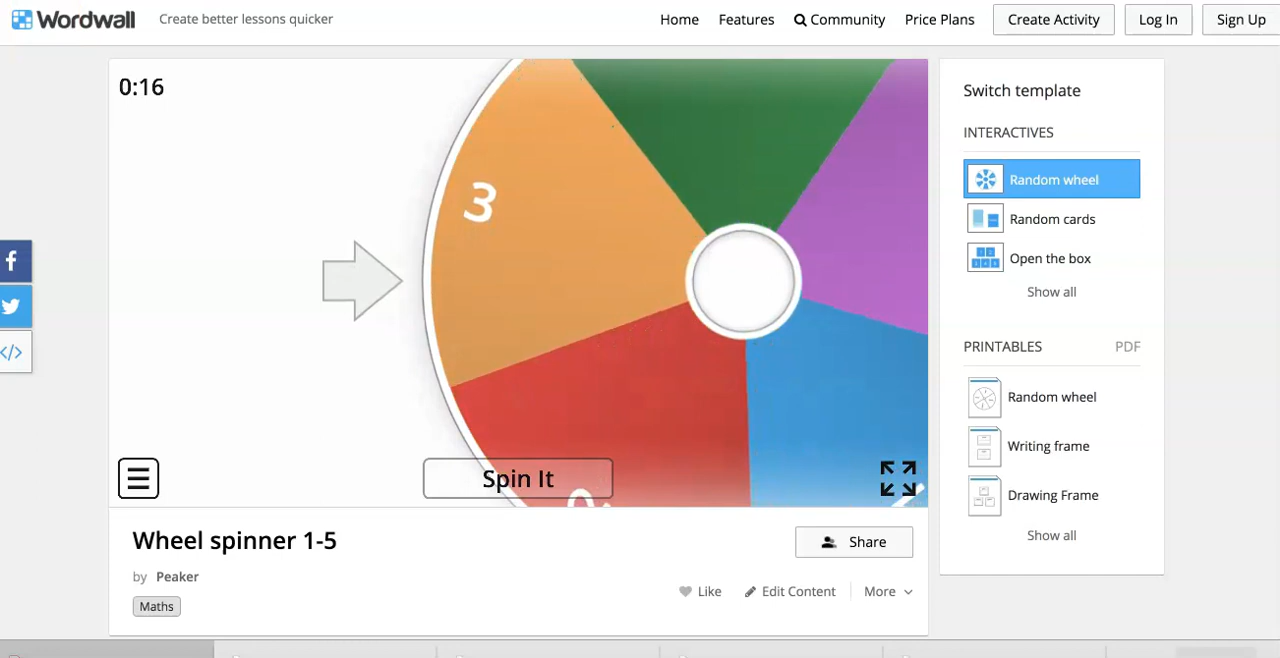 Wordwall
Create better lessons quicker
Home
Features
Community
Price Plans
Create Activity
Log In
Sign Up
0:16
3
Spin It
Switch template
INTERACTIVES
Random wheel
Random cards
Open the box
Show all
PRINTABLES PDF
Random wheel
Writing frame
Drawing Frame
Show all
Wheel spinner 1-5
Share
by Peaker
Like
Edit Content
More
Maths